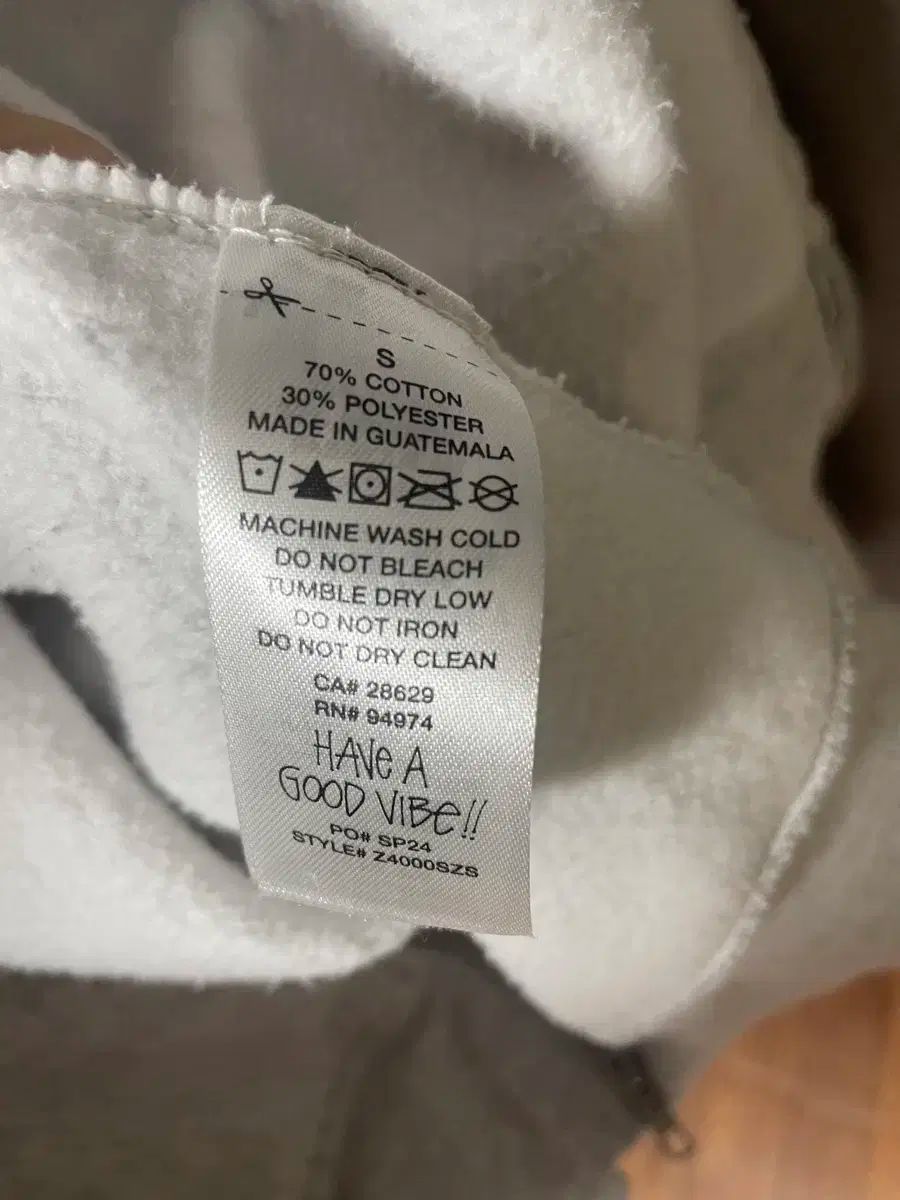 S
70% COTTON
30% POLYESTER
MADE IN GUATEMALA
MACHINE WASH COLD
DO NOT BLEACH
TUMBLE DRY LOW
DO NOT IRON
DO NOT DRY CLEAN
CA# 28629
RN# 94974
HAVE A
GOOD VIBE!!
PO# SP24
STYLE# Z4000SZS